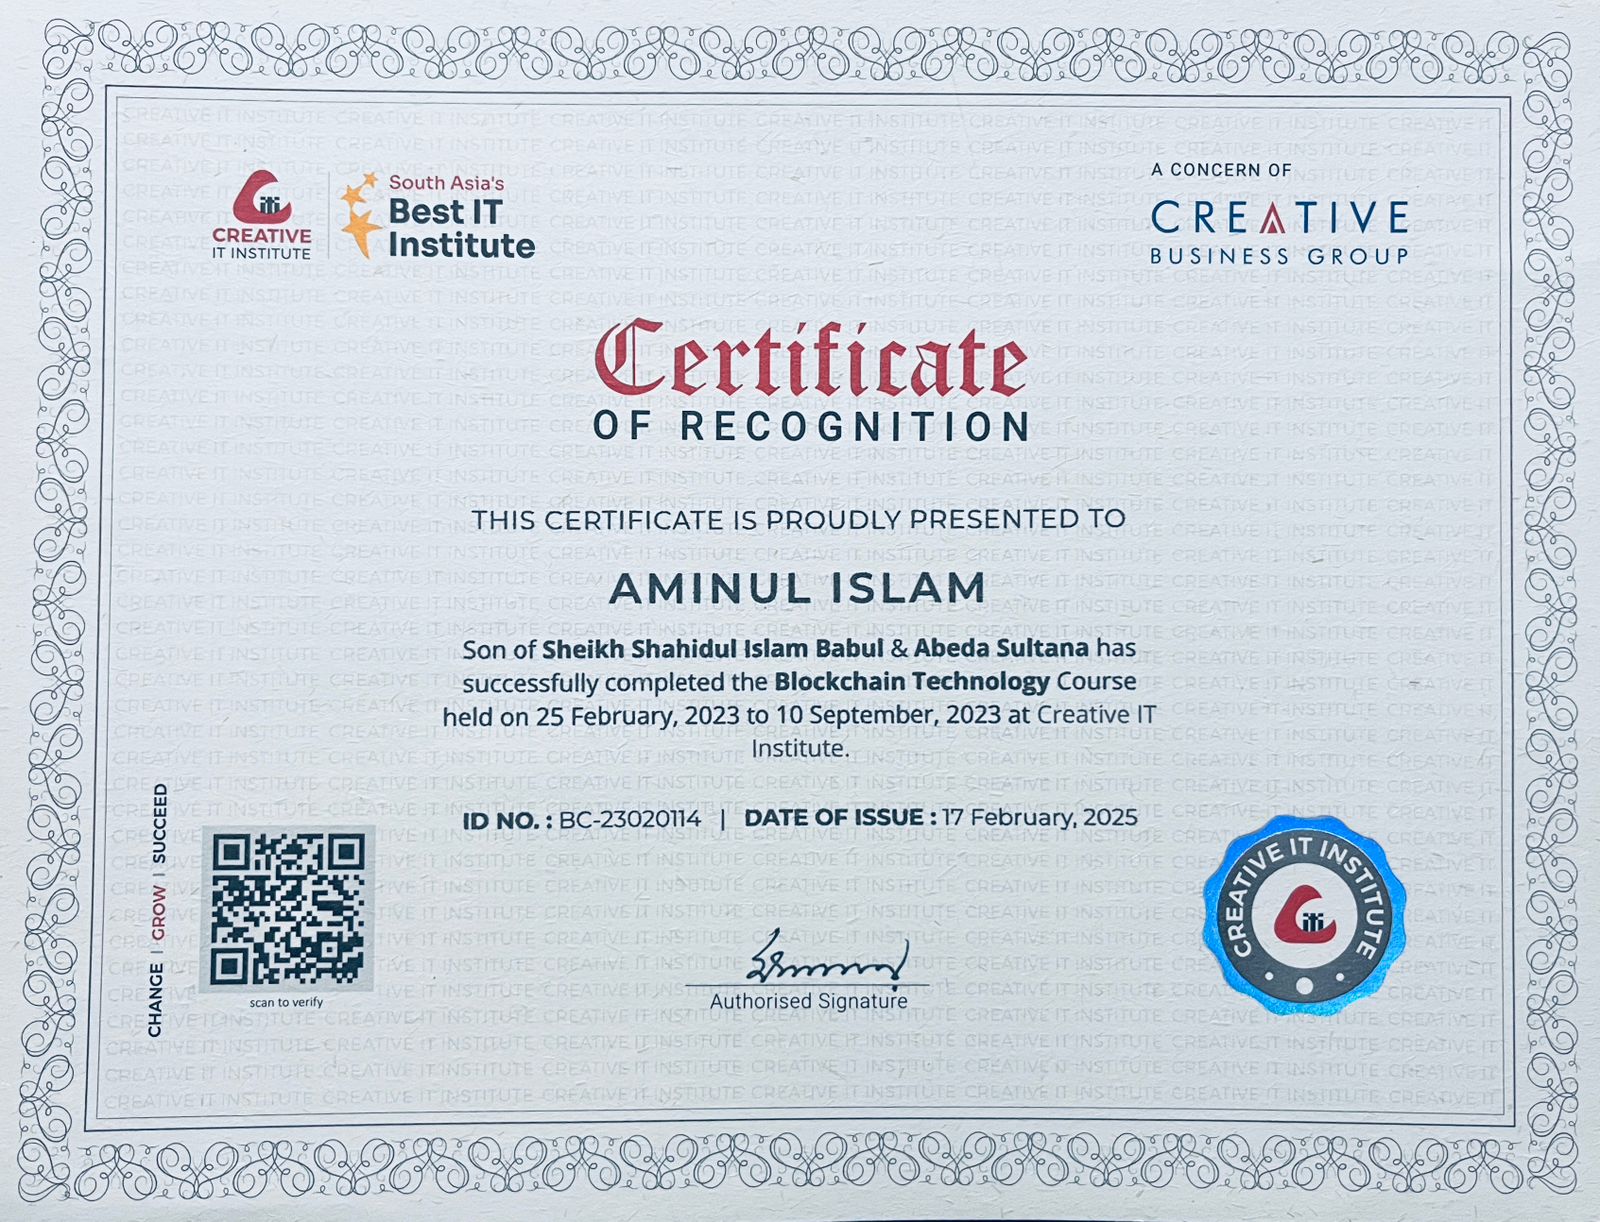 CREATIVE
IT INSTITUTE
South Asia's
Best IT
Institute
A CONCERN OF
CREATIVE
BUSINESS GROUP
Certificate
OF RECOGNITION
THIS CERTIFICATE IS PROUDLY PRESENTED TO
AMINUL ISLAM
Son of Sheikh Shahidul Islam Babul & Abeda Sultana has
successfully completed the Blockchain Technology Course
held on 25 February, 2023 to 10 September, 2023 at Creative IT
Institute.
ID NO. : BC-23020114 | DATE OF ISSUE : 17 February, 2025
CHANGE | GROW | SUCCEED
scan to verify
Authorised Signature
CREATIVE IT INSTITUTE